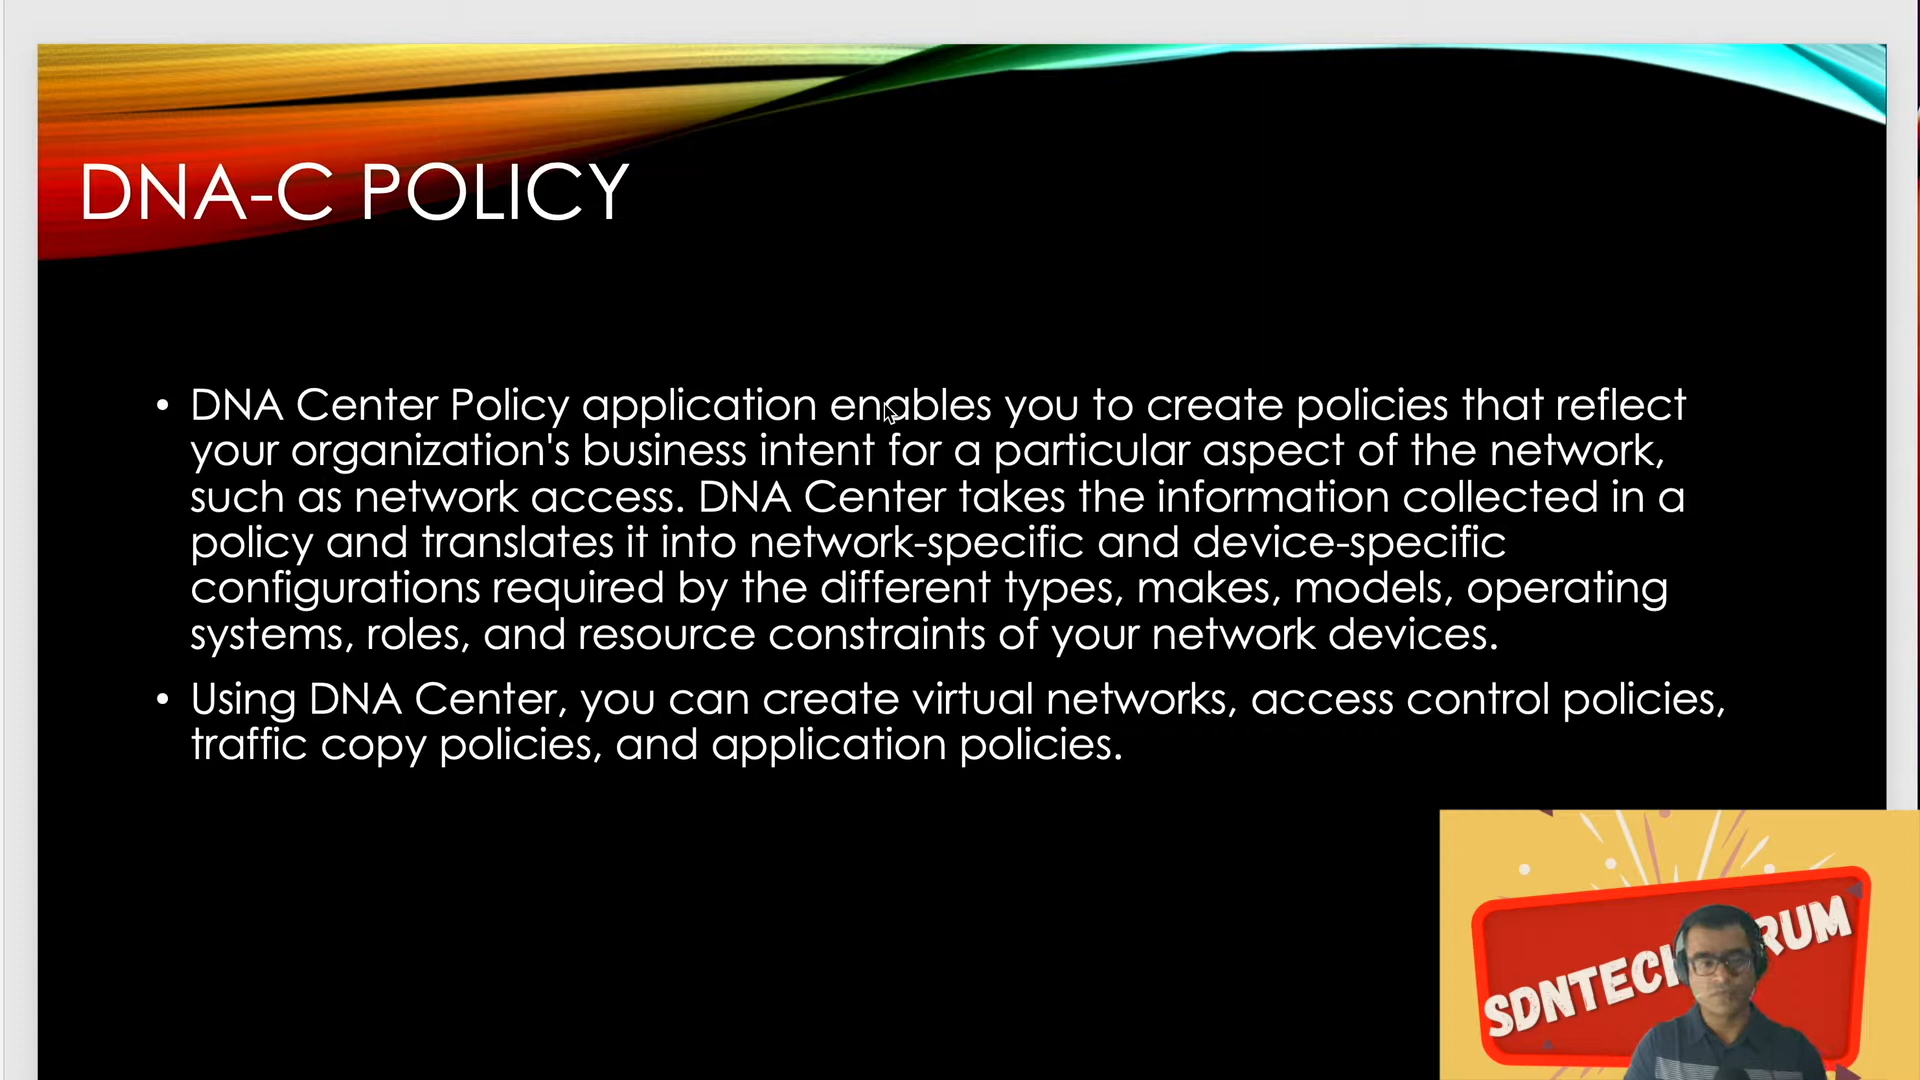 DNA-C POLICY
• DNA Center Policy application enables you to create policies that reflect
your organization's business intent for a particular aspect of the network,
such as network access. DNA Center takes the information collected in a
policy and translates it into network-specific and device-specific
configurations required by the different types, makes, models, operating
systems, roles, and resource constraints of your network devices.
• Using DNA Center, you can create virtual networks, access control policies,
traffic copy policies, and application policies.